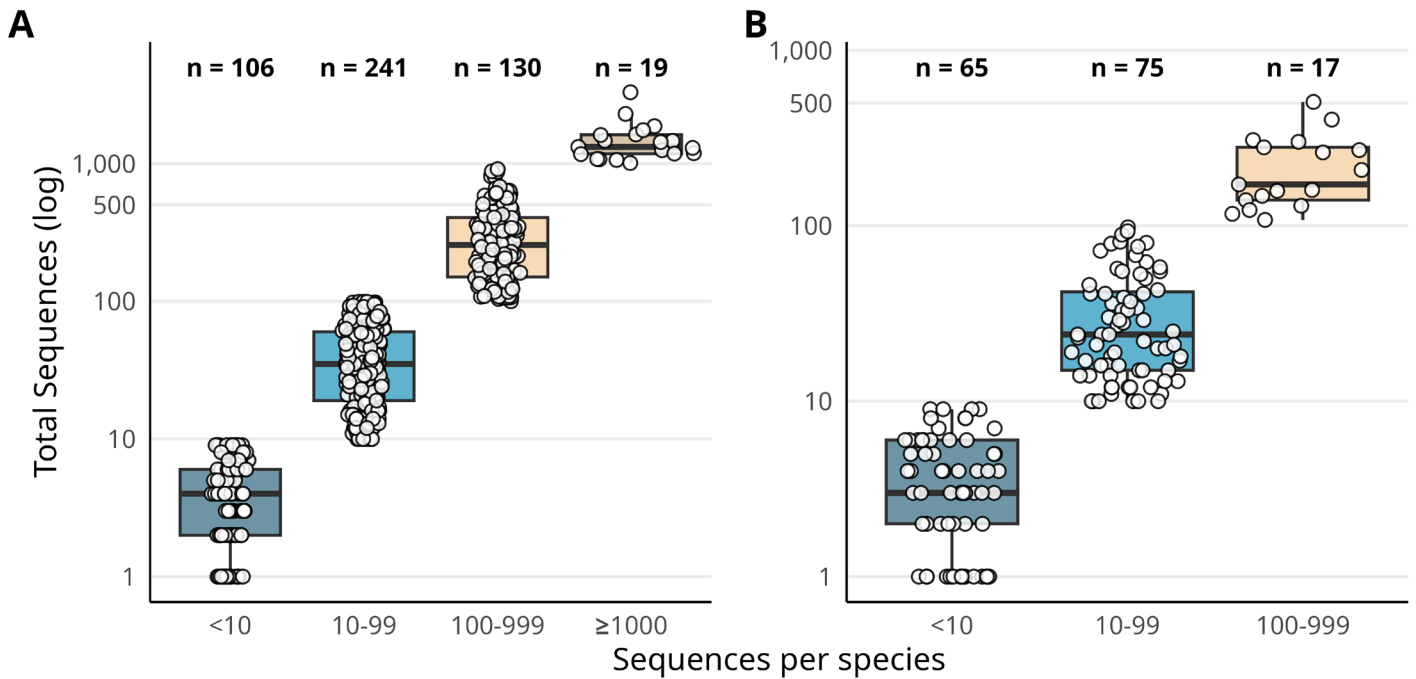 A
n = 106 n = 241 n = 130 n = 19
Total Sequences (log)
1,000
500
100
10
1
<10 10-99 100-999 ≥1000
B
n = 65 n = 75 n = 17
1,000
500
100
10
1
<10 10-99 100-999
Sequences per species